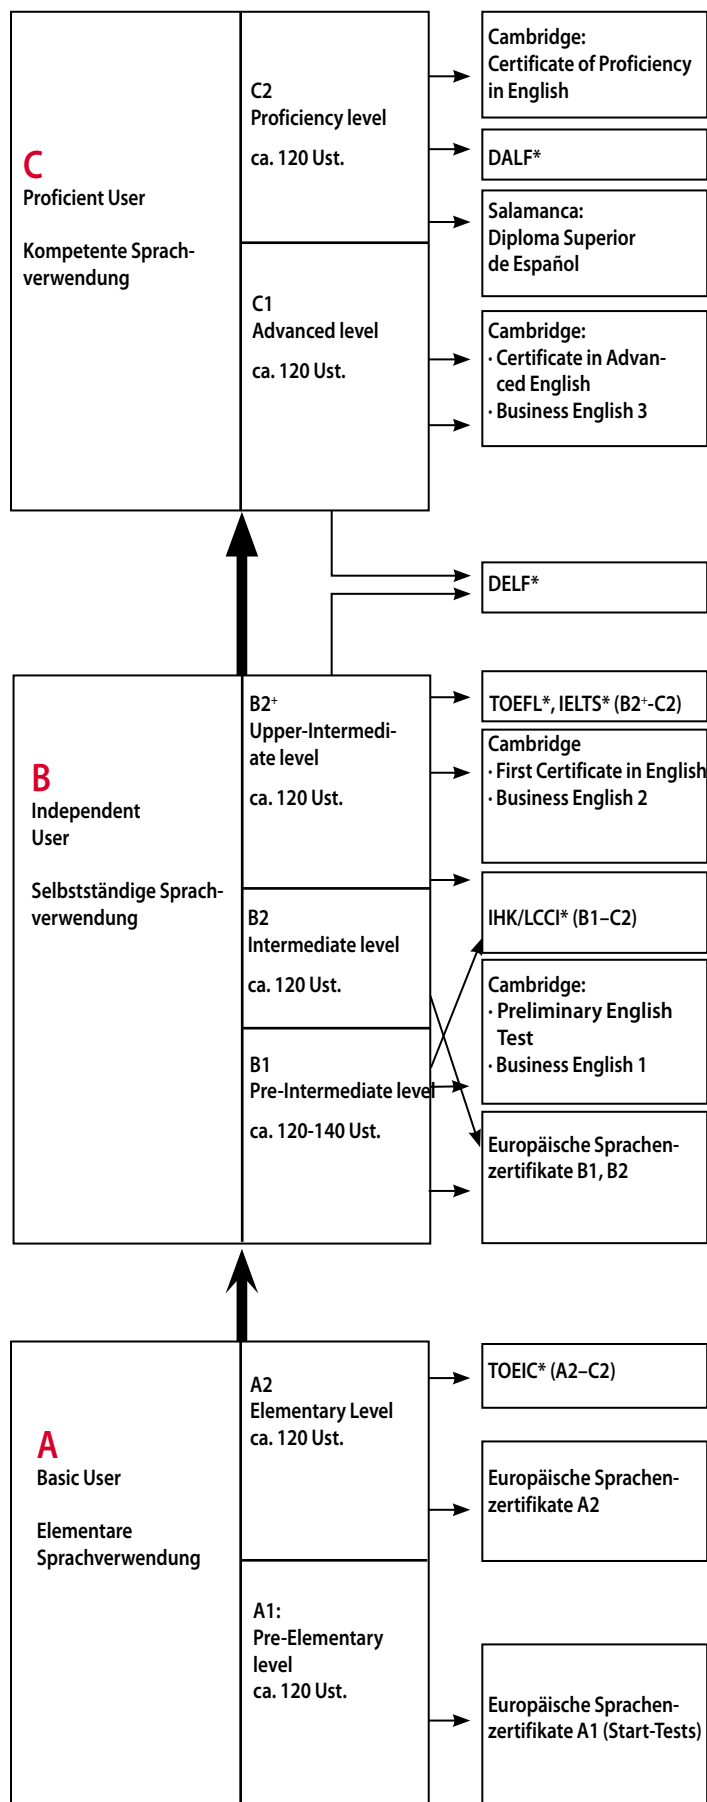 C
Proficient User
Kompetente Sprach-
verwendung
C2
Proficiency level
ca. 120 Ust.
C1
Advanced level
ca. 120 Ust.
Cambridge:
Certificate of Proficiency
in English
DALF*
Salamanca:
Diploma Superior
de Español
Cambridge:
· Certificate in Advan-
ced English
· Business English 3
DELF*
B
Independent
User
Selbstständige Sprach-
verwendung
B2+
Upper-Intermedi-
ate level
ca. 120 Ust.
B2
Intermediate level
ca. 120 Ust.
B1
Pre-Intermediate level
ca. 120-140 Ust.
TOEFL*, IELTS* (B2+-C2)
Cambridge
· First Certificate in English
· Business English 2
IHK/LCCI* (B1–C2)
Cambridge:
· Preliminary English
Test
· Business English 1
Europäische Sprachen-
zertifikate B1, B2
A
Basic User
Elementare
Sprachverwendung
A2
Elementary Level
ca. 120 Ust.
A1:
Pre-Elementary
level
ca. 120 Ust.
TOEIC* (A2–C2)
Europäische Sprachen-
zertifikate A2
Europäische Sprachen-
zertifikate A1 (Start-Tests)